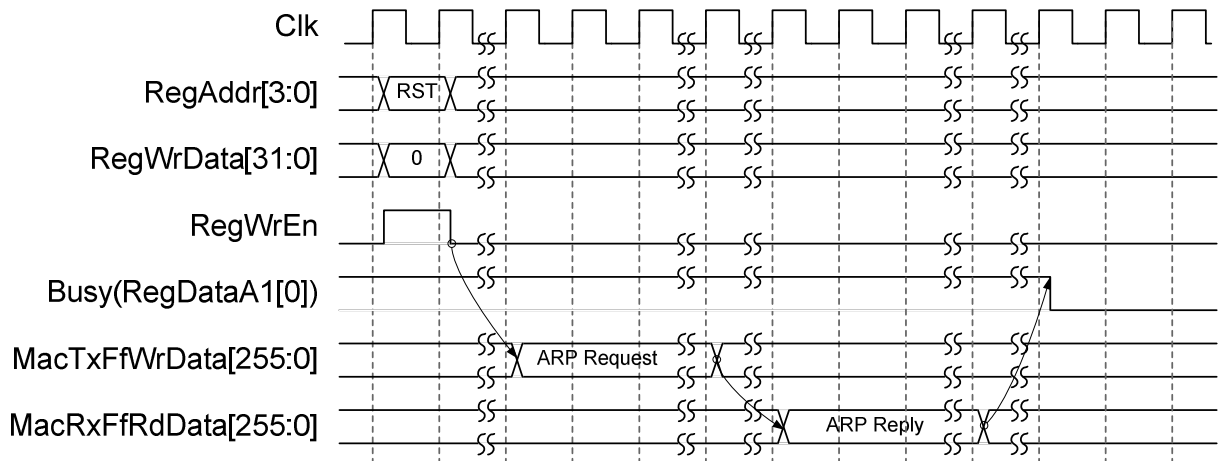 Clk
RegAddr[3:0]
RST
RegWrData[31:0]
0
RegWrEn
Busy(RegDataA1[0])
MacTxFfWrData[255:0]
ARP Request
MacRxFfRdData[255:0]
ARP Reply